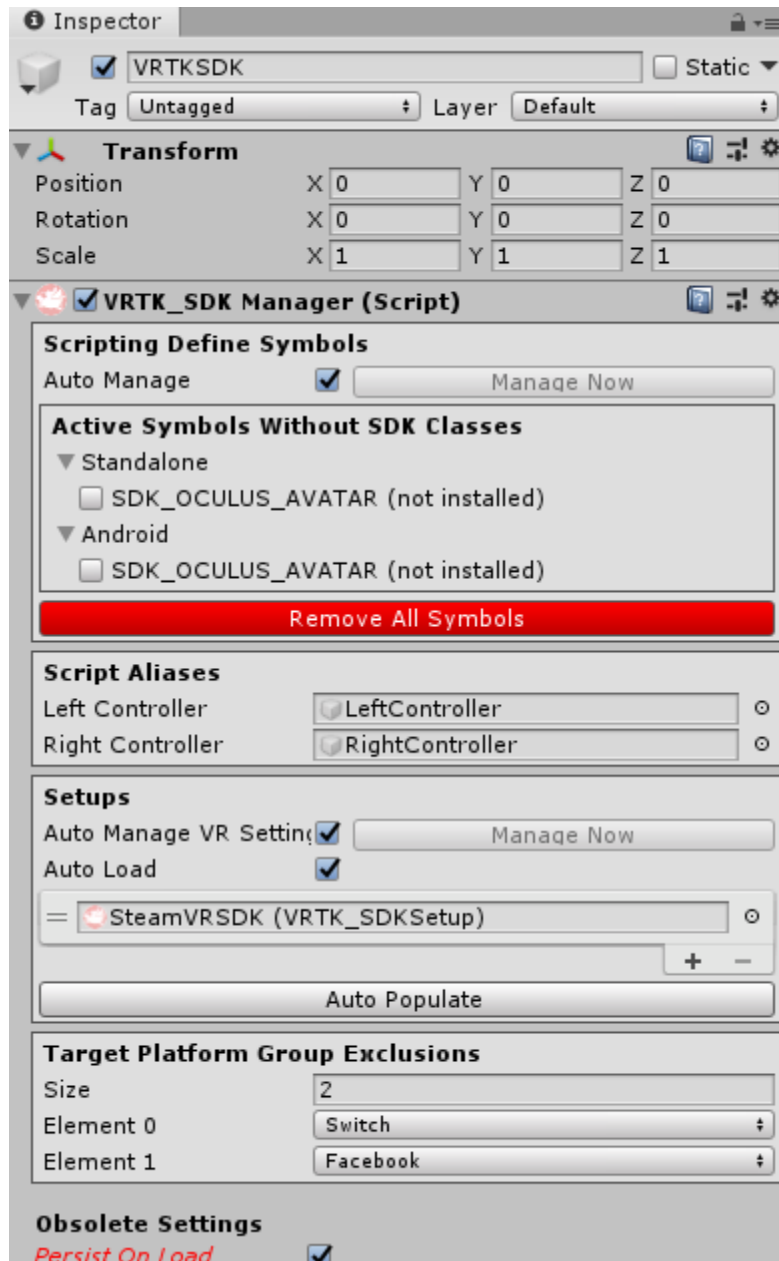 Inspector
VRTKSDK Static
Tag Untagged Layer Default
Transform
Position X 0 Y 0 Z 0
Rotation X 0 Y 0 Z 0
Scale X 1 Y 1 Z 1
VRTK_SDK Manager (Script)
Scripting Define Symbols
Auto Manage Manage Now
Active Symbols Without SDK Classes
Standalone
SDK_OCULUS_AVATAR (not installed)
Android
SDK_OCULUS_AVATAR (not installed)
Remove All Symbols
Script Aliases
Left Controller LeftController
Right Controller RightController
Setups
Auto Manage VR Setting Manage Now
Auto Load
SteamVRSDK (VRTK_SDKSetup)
Auto Populate
Target Platform Group Exclusions
Size 2
Element 0 Switch
Element 1 Facebook
Obsolete Settings
Persist On Load